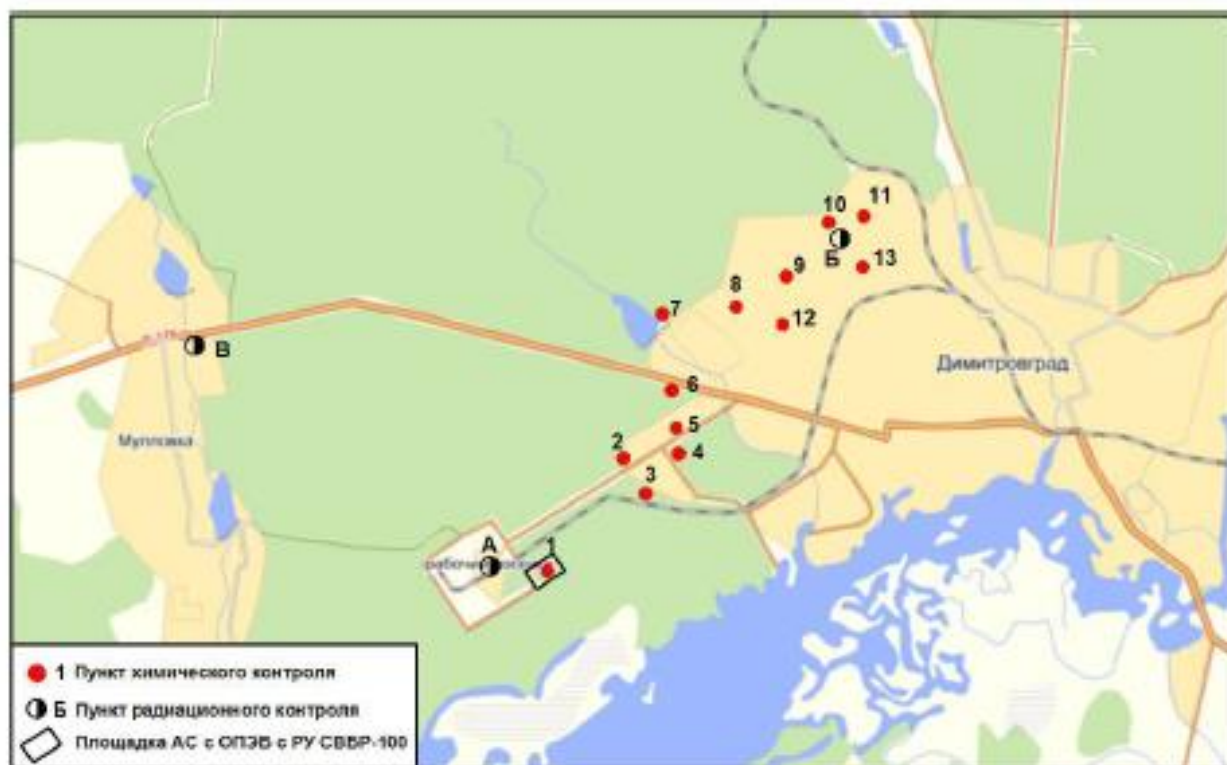 10
11
Б
13
9
8
7
12
В
Димитровград
6
5
Мулловка
2
4
3
А
1
1 Пункт химического контроля
Б Пункт радиационного контроля
Площадка АС с ОПЭБ с РУ СВБР-100